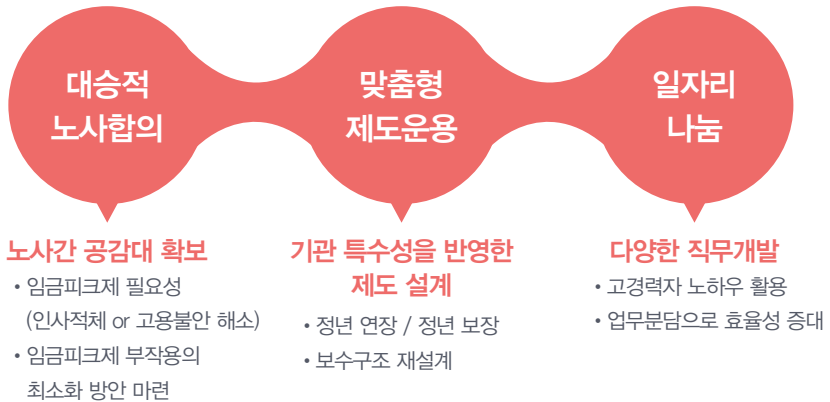 대승적
노사합의
맞춤형
제도운용
일자리
나눔
노사간 공감대 확보
• 임금피크제 필요성
(인사적체 or 고용불안 해소)
• 임금피크제 부작용의
최소화 방안 마련
기관 특수성을 반영한
제도 설계
• 정년 연장 / 정년 보장
• 보수구조 재설계
다양한 직무개발
• 고경력자 노하우 활용
• 업무분담으로 효율성 증대